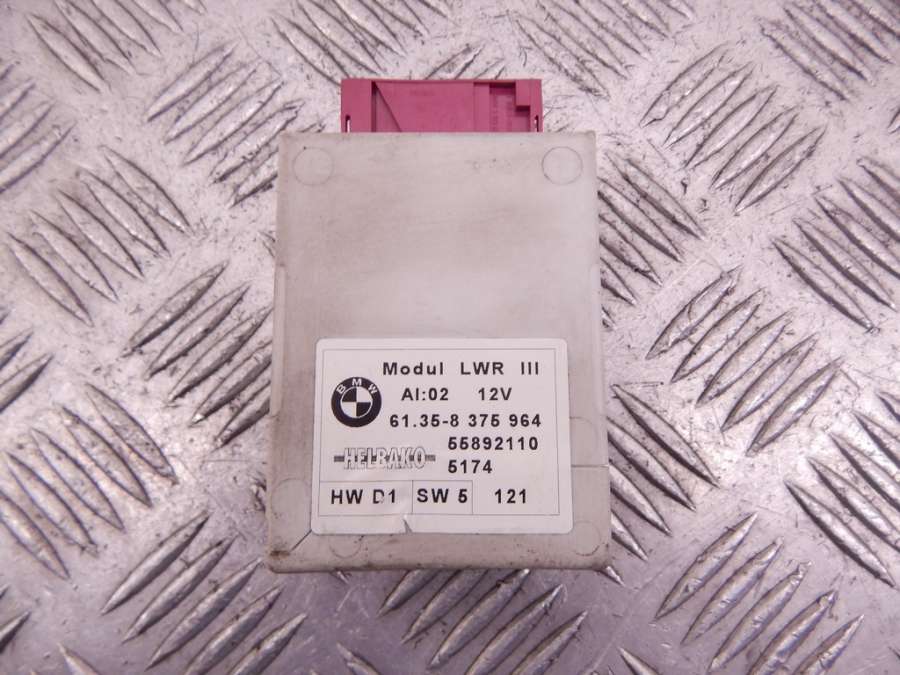 Modul LWR III
BMW
AI:02 12V
61.35-8 375 964
55892110
HELBAKO
5174
HW D1 SW 5 121